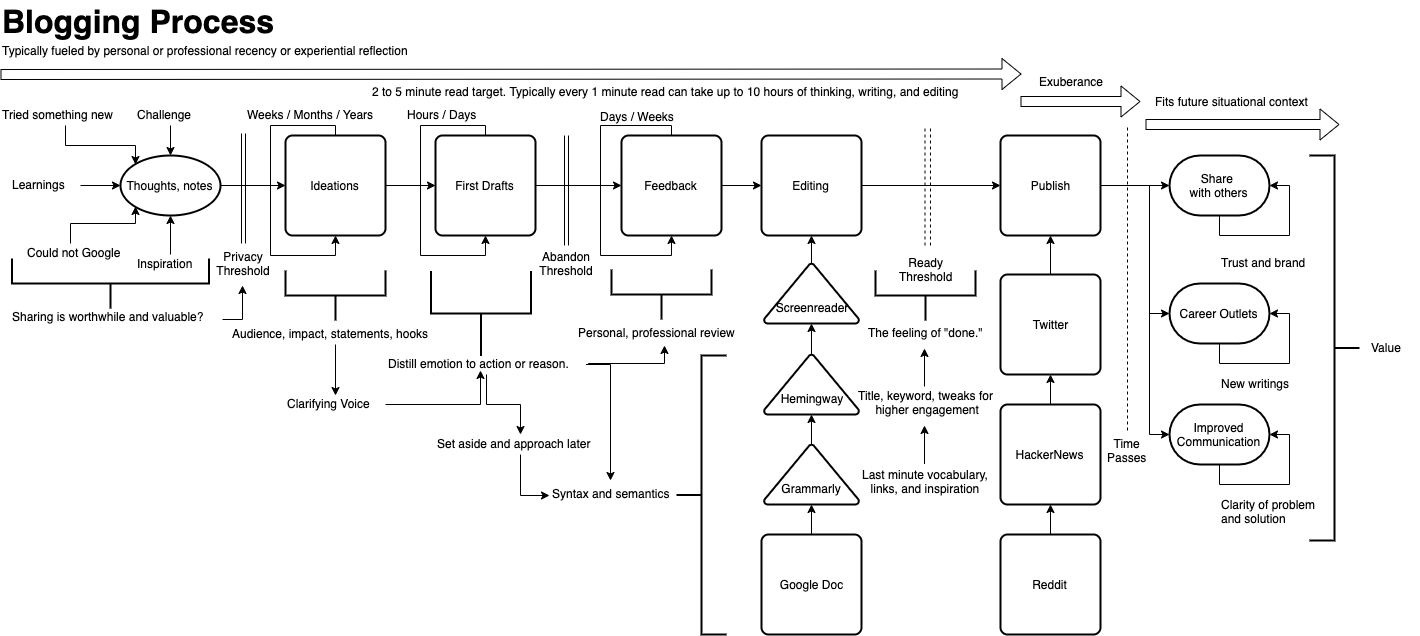 Blogging Process
Typically fueled by personal or professional recency or experiential reflection
Exuberance
2 to 5 minute read target. Typically every 1 minute read can take up to 10 hours of thinking, writing, and editing
Fits future situational context
Tried something new
Challenge
Weeks / Months / Years
Hours / Days
Days / Weeks
Learnings
Thoughts, notes
Ideations
First Drafts
Feedback
Editing
Publish
Share
with others
Could not Google
Inspiration
Privacy
Threshold
Abandon
Threshold
Ready
Threshold
Trust and brand
Sharing is worthwhile and valuable?
Audience, impact, statements, hooks
Distill emotion to action or reason.
Personal, professional review
Screenreader
The feeling of "done."
Twitter
Career Outlets
Value
New writings
Clarifying Voice
Hemingway
Title, keyword, tweaks for
higher engagement
Set aside and approach later
HackerNews
Time
Passes
Improved
Communication
Syntax and semantics
Grammarly
Last minute vocabulary,
links, and inspiration
Clarity of problem
and solution
Google Doc
Reddit